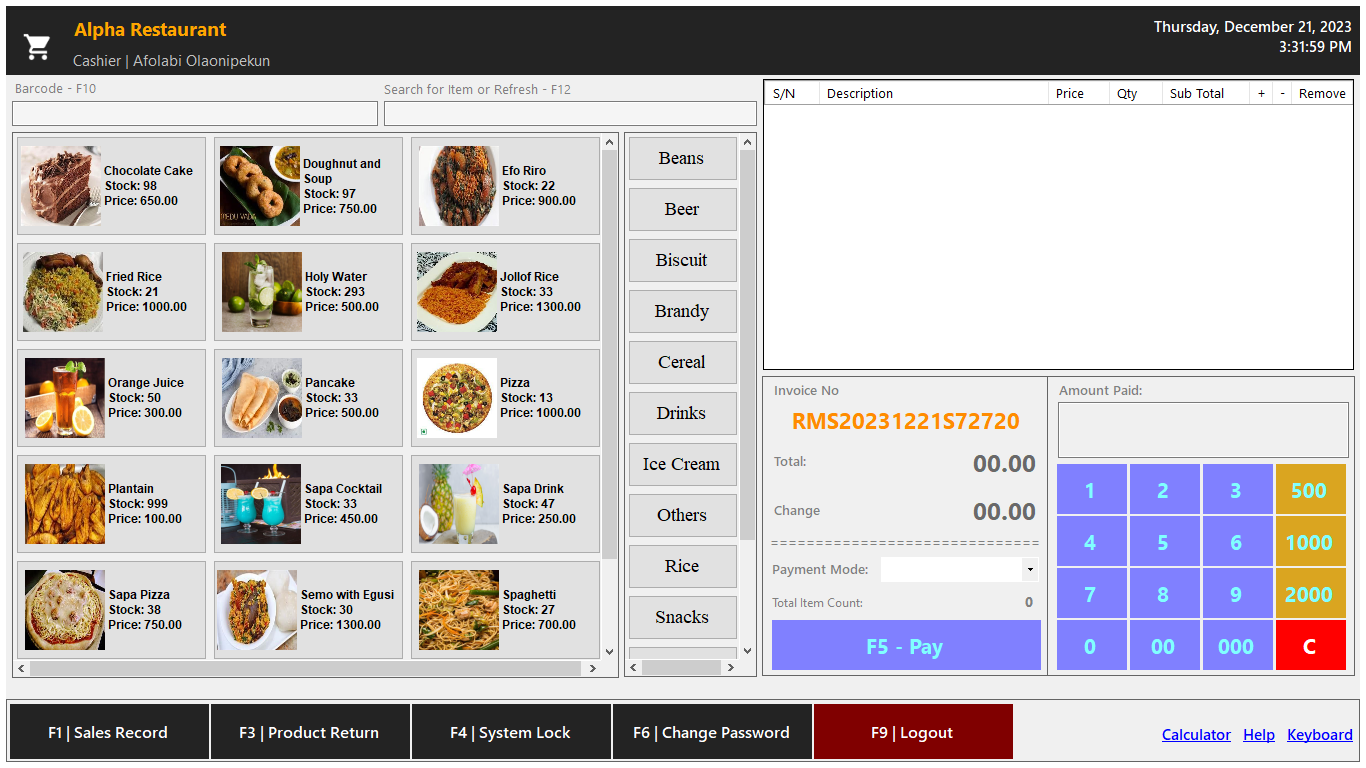 Alpha Restaurant
Cashier | Afolabi Olaonipekun
Thursday, December 21, 2023
3:31:59 PM
Barcode - F10
Search for Item or Refresh - F12
Chocolate Cake
Stock: 98
Price: 650.00
Doughnut and
Soup
Stock: 97
Price: 750.00
Efo Riro
Stock: 22
Price: 900.00
Fried Rice
Stock: 21
Price: 1000.00
Holy Water
Stock: 293
Price: 500.00
Jollof Rice
Stock: 33
Price: 1300.00
Orange Juice
Stock: 50
Price: 300.00
Pancake
Stock: 33
Price: 500.00
Pizza
Stock: 13
Price: 1000.00
Plantain
Stock: 999
Price: 100.00
Sapa Cocktail
Stock: 33
Price: 450.00
Sapa Drink
Stock: 47
Price: 250.00
Sapa Pizza
Stock: 38
Price: 750.00
Semo with Egusi
Stock: 30
Price: 1300.00
Spaghetti
Stock: 27
Price: 700.00
Beans
Beer
Biscuit
Brandy
Cereal
Drinks
Ice Cream
Others
Rice
Snacks
S/N Description Price Qty Sub Total + - Remove
Invoice No
RMS20231221S72720
Total: 00.00
Change 00.00
==============================
Payment Mode:
Total Item Count: 0
F5 - Pay
Amount Paid:
1 2 3 500
4 5 6 1000
7 8 9 2000
0 00 000 C
F1 | Sales Record
F3 | Product Return
F4 | System Lock
F6 | Change Password
F9 | Logout
Calculator Help Keyboard